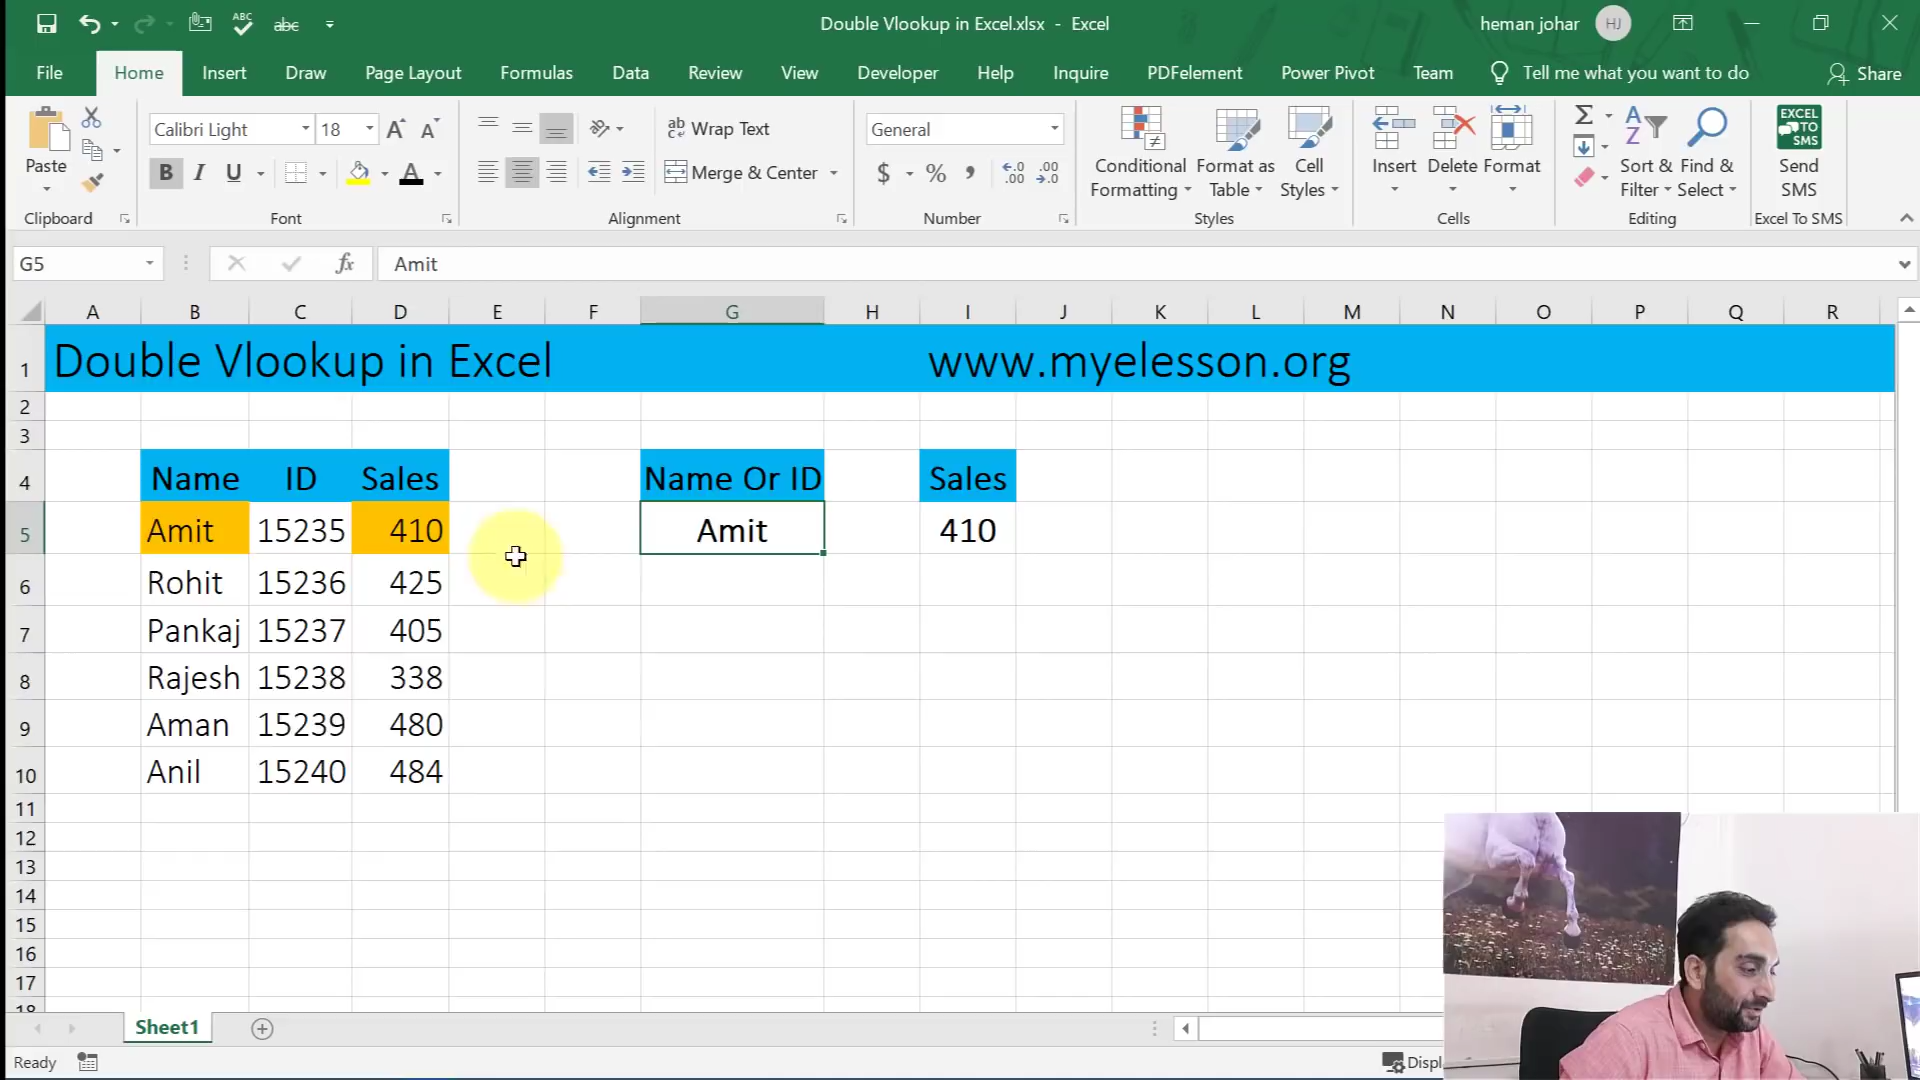 Double Vlookup in Excel.xlsx - Excel
heman johar HJ
File Home Insert Draw Page Layout Formulas Data Review View Developer Help Inquire PDFelement Power Pivot Team Tell me what you want to do Share
Paste
Clipboard
Calibri Light 18
B I U
Font
Wrap Text
Merge & Center
Alignment
General
$ % ,
Number
Conditional Formatting
Format as Table
Cell Styles
Styles
Insert Delete Format
Cells
Sort & Filter
Find & Select
Editing
EXCEL TO SMS
Send SMS
Excel To SMS
G5 fx Amit
A B C D E F G H I J K L M N O P Q R
1 Double Vlookup in Excel www.myelesson.org
2
3
4 Name ID Sales Name Or ID Sales
5 Amit 15235 410 Amit 410
6 Rohit 15236 425
7 Pankaj 15237 405
8 Rajesh 15238 338
9 Aman 15239 480
10 Anil 15240 484
11
12
13
14
15
16
17
18
Sheet1
Ready